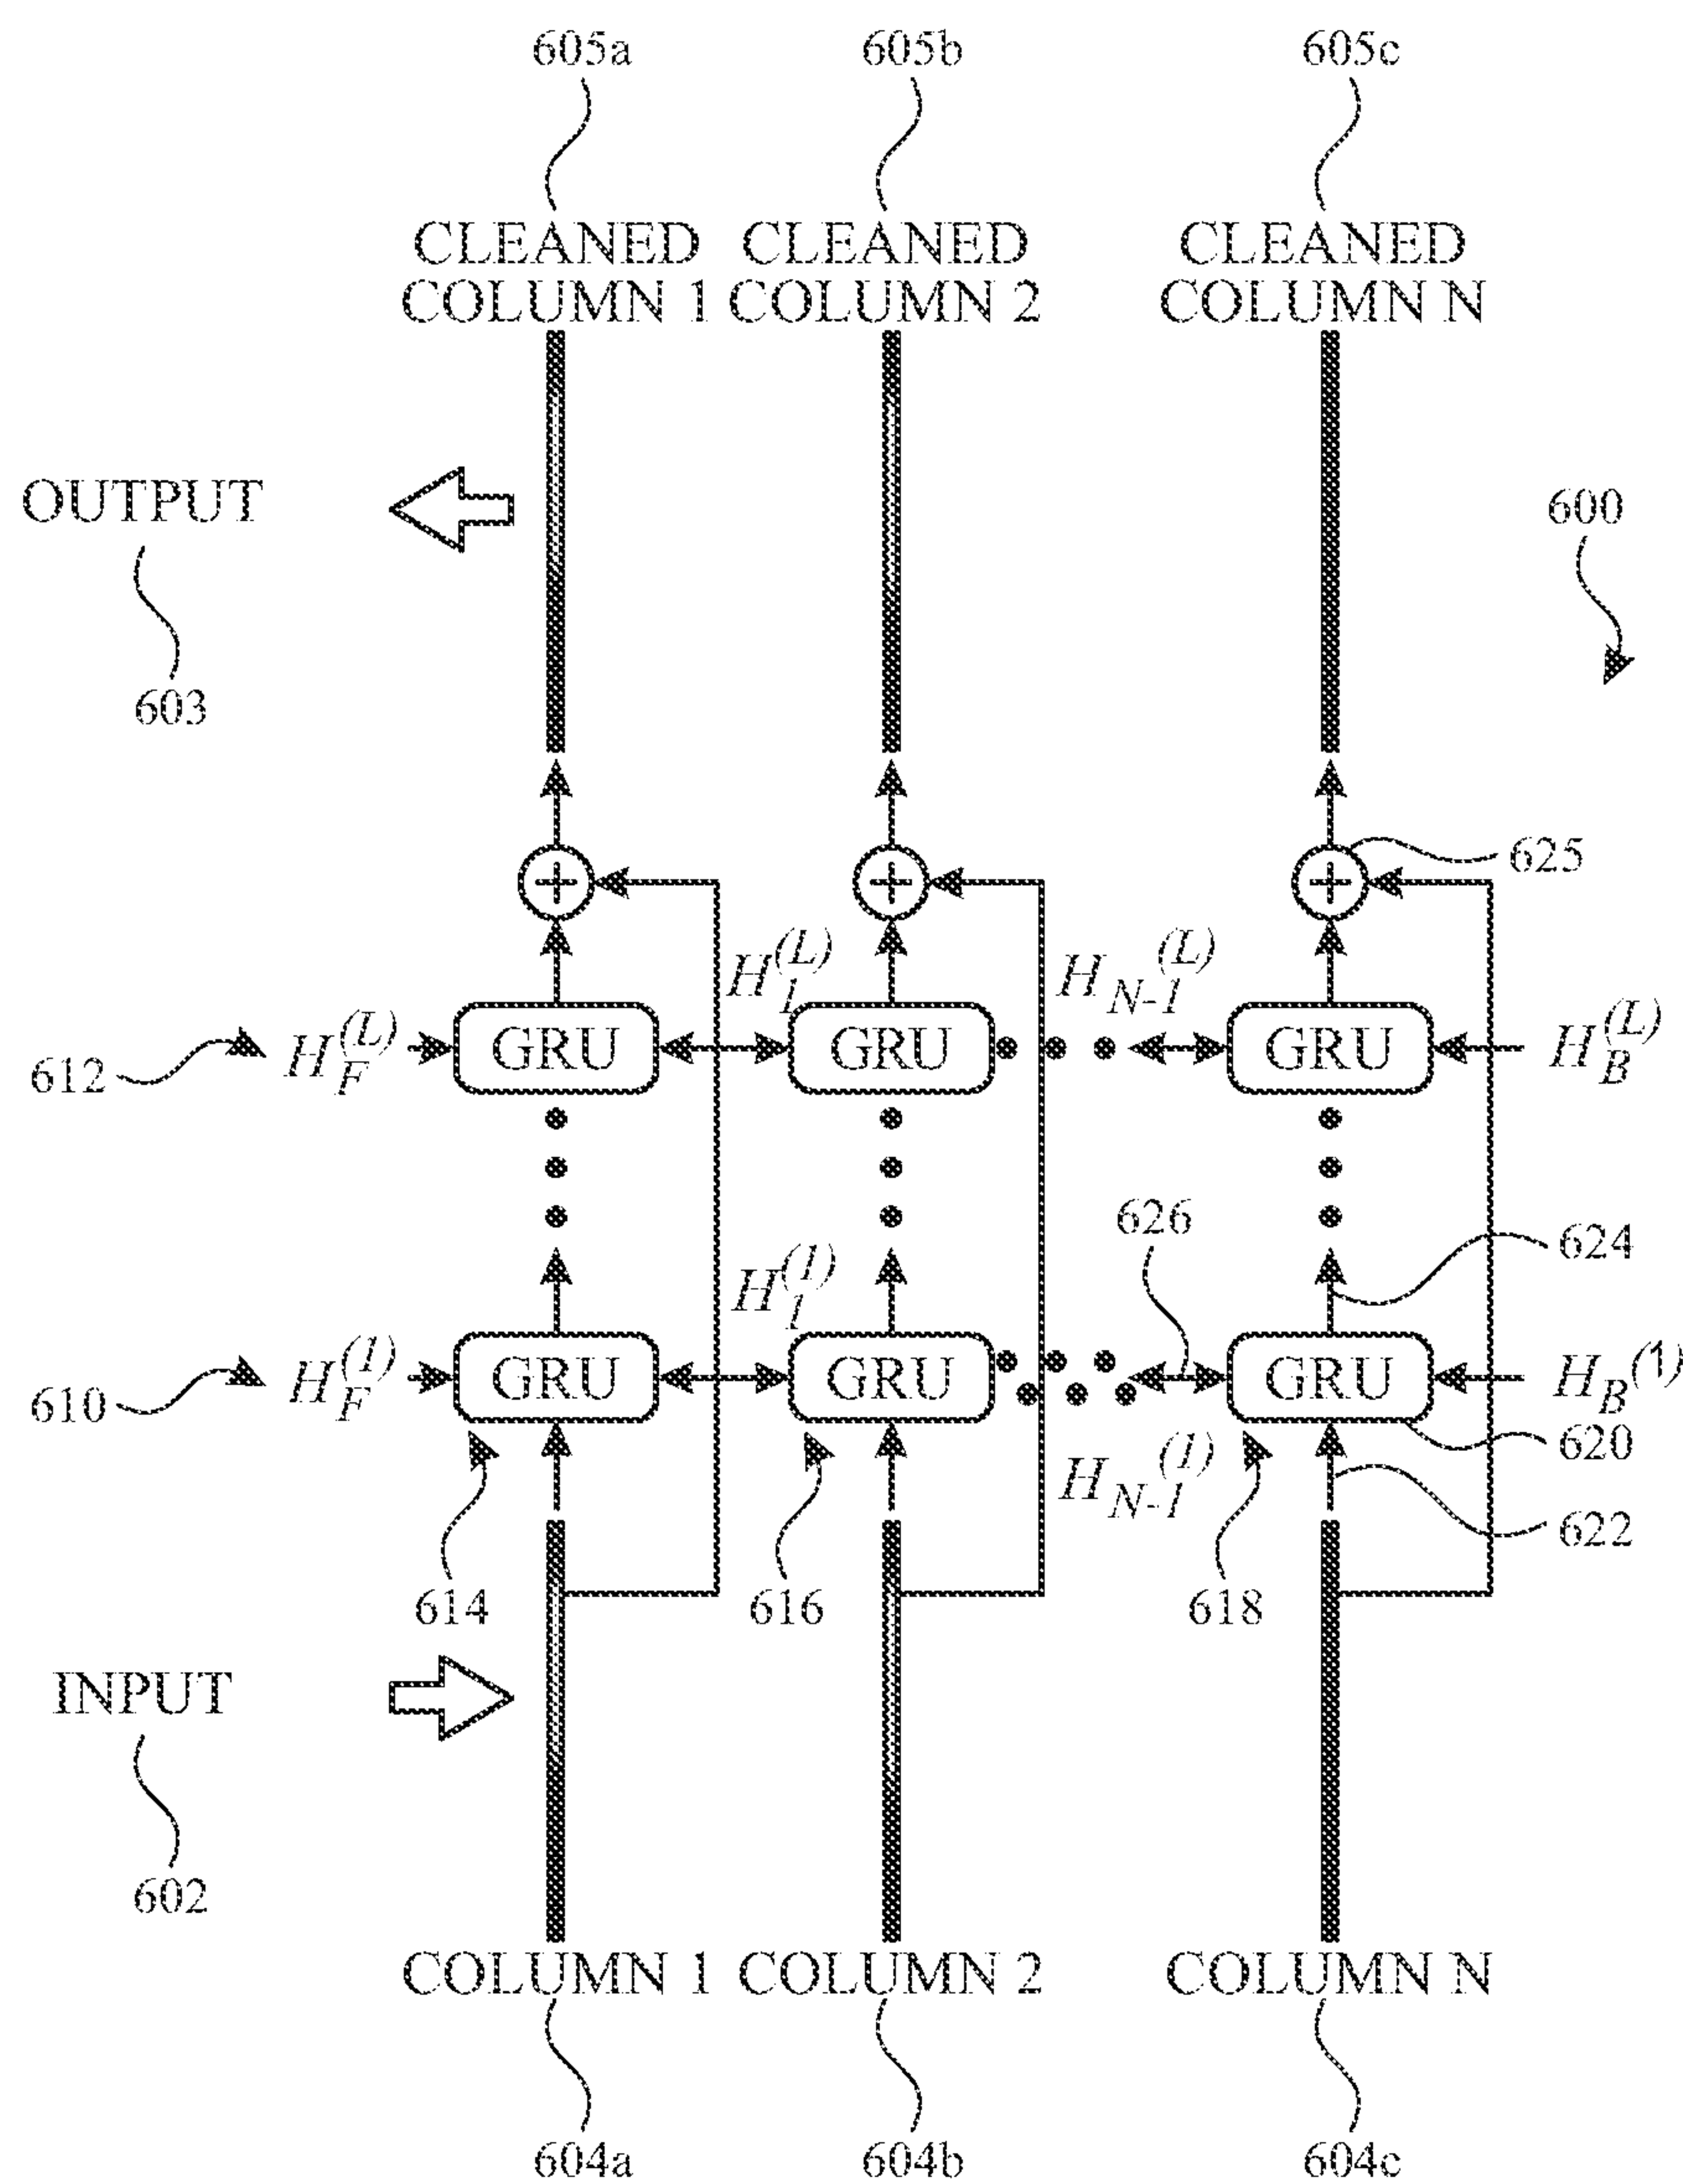 605a 605b 605c
CLEANED COLUMN 1
CLEANED COLUMN 2
CLEANED COLUMN N
OUTPUT
603
600
+ + + 625
H_1^(L) H_{N-1}^(L)
612 H_F^(L) GRU GRU GRU H_B^(L)
626 624
H_1^(1)
610 H_F^(1) GRU GRU GRU H_B^(1)
620
H_{N-1}^(1)
622
614 616 618
INPUT
602
COLUMN 1 COLUMN 2 COLUMN N
604a 604b 604c